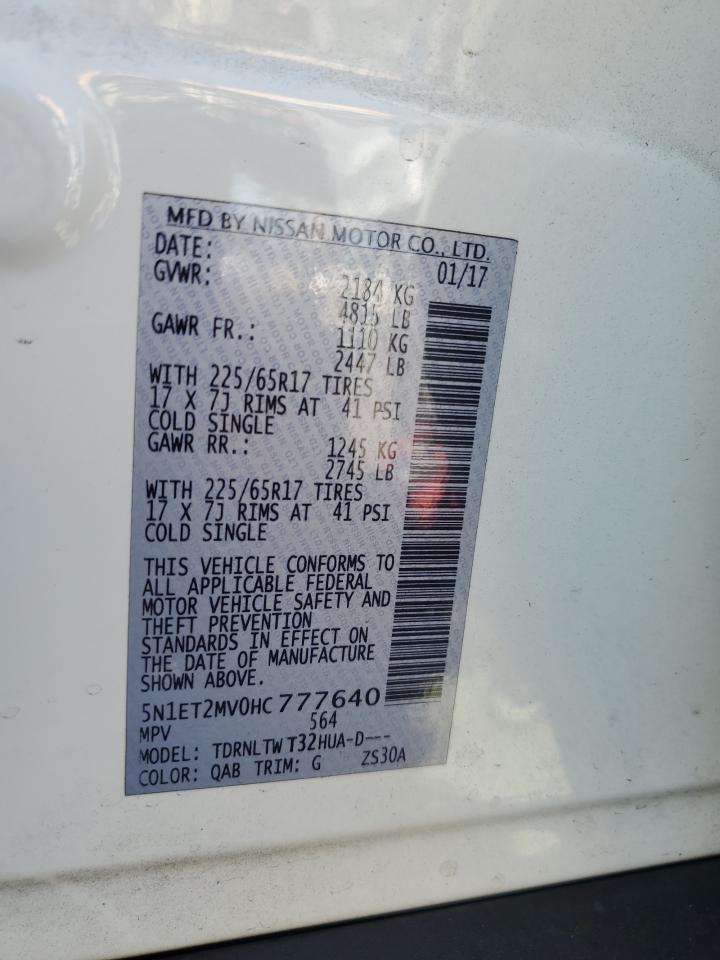 MFD BY NISSAN MOTOR CO., LTD.
DATE: 01/17
GVWR: 2184 KG
4815 LB
GAWR FR.: 1110 KG
2447 LB
WITH 225/65R17 TIRES
17 X 7J RIMS AT 41 PSI
COLD SINGLE
GAWR RR.: 1245 KG
2745 LB
WITH 225/65R17 TIRES
17 X 7J RIMS AT 41 PSI
COLD SINGLE
THIS VEHICLE CONFORMS TO
ALL APPLICABLE FEDERAL
MOTOR VEHICLE SAFETY AND
THEFT PREVENTION
STANDARDS IN EFFECT ON
THE DATE OF MANUFACTURE
SHOWN ABOVE.
5N1ET2MV0HC777640
MPV 564
MODEL: TDRNLTWT32HUA-D---
COLOR: QAB TRIM: G ZS30A